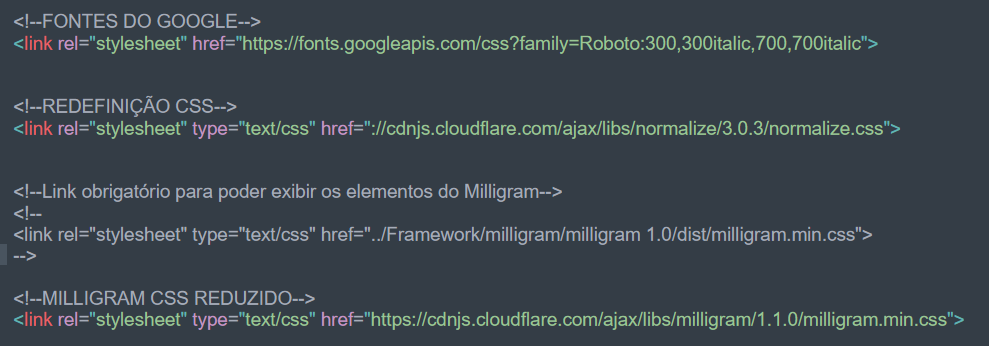 <!--FONTES DO GOOGLE-->
<link rel="stylesheet" href="https://fonts.googleapis.com/css?family=Roboto:300,300italic,700,700italic">
<!--REDEFINIÇÃO CSS-->
<link rel="stylesheet" type="text/css" href="://cdnjs.cloudflare.com/ajax/libs/normalize/3.0.3/normalize.css">
<!--Link obrigatório para poder exibir os elementos do Milligram-->
<!--
<link rel="stylesheet" type="text/css" href="../Framework/milligram/milligram 1.0/dist/milligram.min.css">
-->
<!--MILLIGRAM CSS REDUZIDO-->
<link rel="stylesheet" type="text/css" href="https://cdnjs.cloudflare.com/ajax/libs/milligram/1.1.0/milligram.min.css">